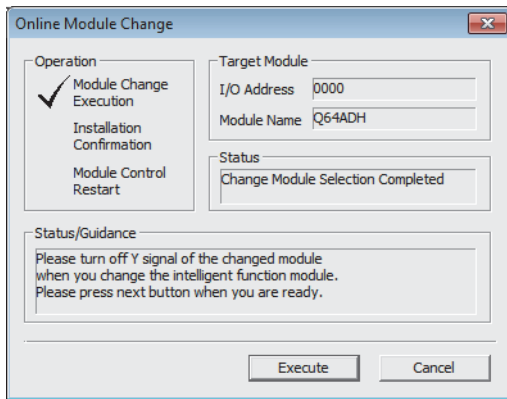 Online Module Change
Operation
Module Change
Execution
Installation
Confirmation
Module Control
Restart
Target Module
I/O Address 0000
Module Name Q64ADH
Status
Change Module Selection Completed
Status/Guidance
Please turn off Y signal of the changed module
when you change the intelligent function module.
Please press next button when you are ready.
Execute
Cancel